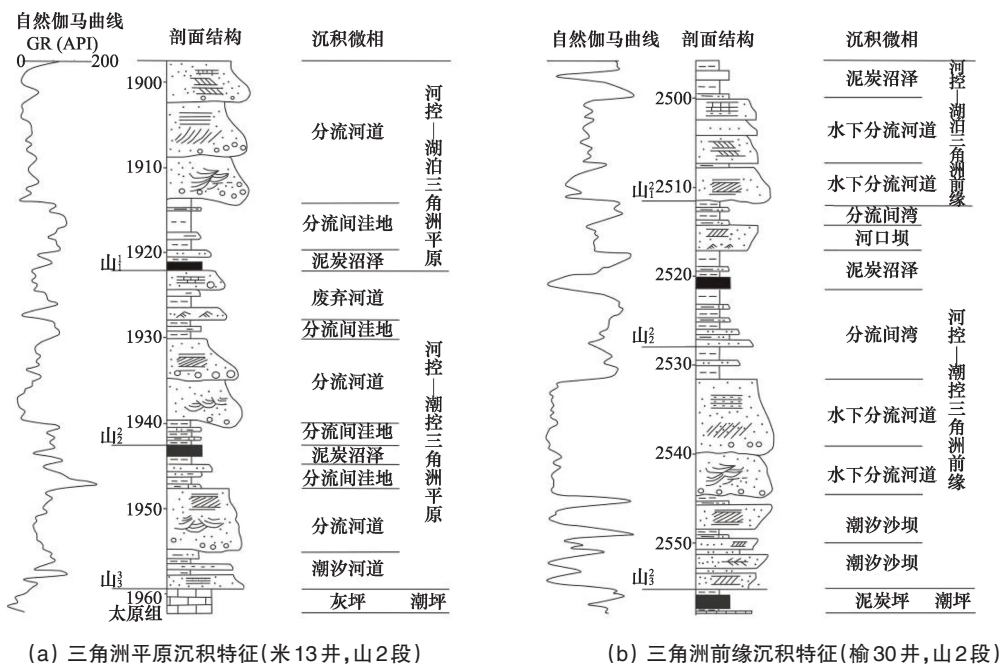 自然伽马曲线
GR (API)
0 200
剖面结构
沉积微相
1900
1910
1920
山₁¹
1930
1940
山₂²
1950
山₃³
1960
太原组
分流河道
分流间洼地
泥炭沼泽
废弃河道
分流间洼地
分流河道
分流间洼地
泥炭沼泽
分流间洼地
分流河道
潮汐河道
灰坪
潮坪
河控—湖泊三角洲平原
河控—潮控三角洲平原
(a) 三角洲平原沉积特征(米13井,山2段)
自然伽马曲线
剖面结构
沉积微相
2500
山₁²
2510
2520
山₂²
2530
2540
2550
山₃²
泥炭沼泽
水下分流河道
水下分流河道
分流间湾
河口坝
泥炭沼泽
分流间湾
水下分流河道
水下分流河道
潮汐沙坝
潮汐沙坝
泥炭坪
潮坪
河控—湖泊三角洲前缘
河控—潮控三角洲前缘
(b) 三角洲前缘沉积特征(榆30井,山2段)